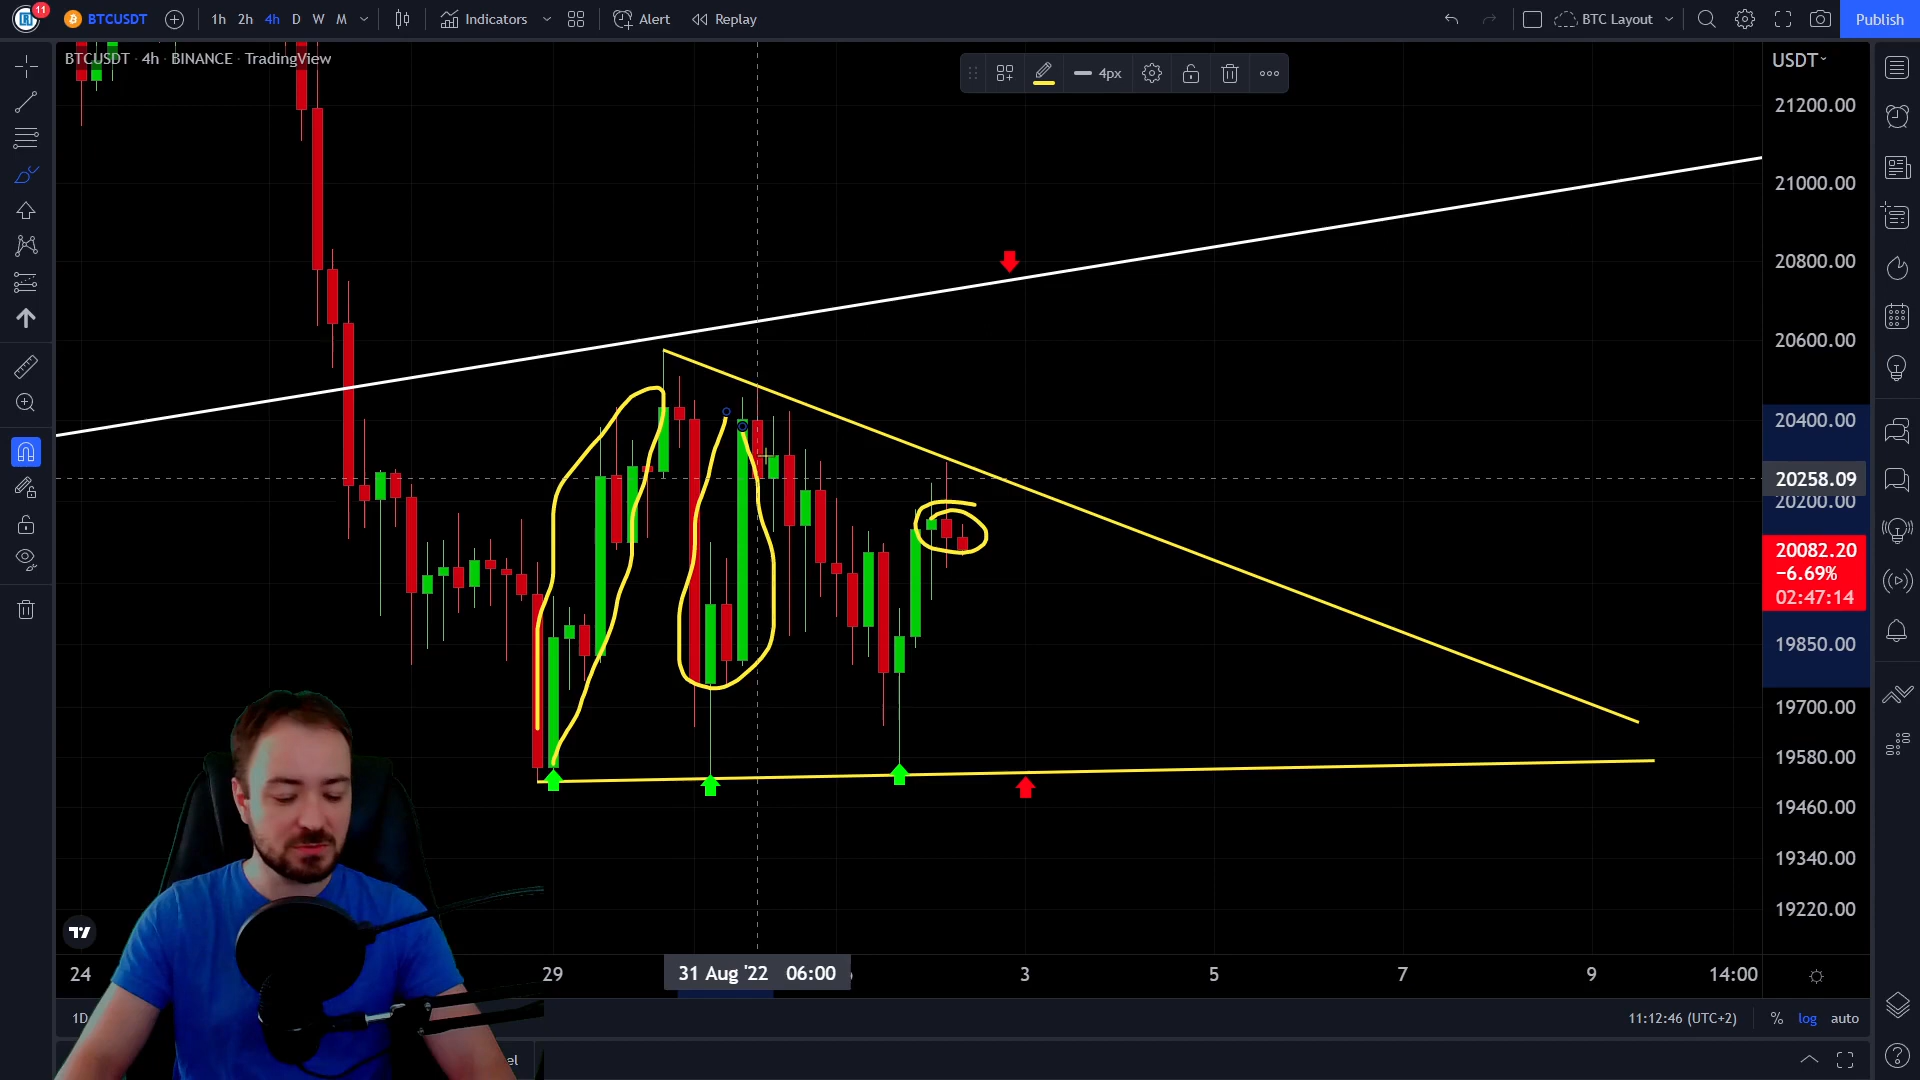 11
BTCUSDT 1h 2h 4h D W M Indicators Alert Replay BTC Layout Publish
BTCUSDT · 4h · BINANCE · TradingView
4px
USDT
21200.00
21000.00
20800.00
20600.00
20400.00
20258.09
20200.00
20082.20
−6.69%
02:47:14
19850.00
19700.00
19580.00
19460.00
19340.00
19220.00
24 29 31 Aug '22 06:00 3 5 7 9 14:00
1D 11:12:46 (UTC+2) % log auto
el